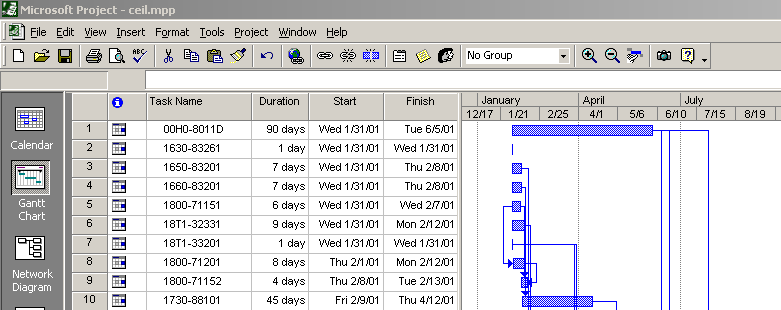 Microsoft Project - ceil.mpp
File Edit View Insert Format Tools Project Window Help
No Group
Task Name Duration Start Finish January April July
12/17 1/21 2/25 4/1 5/6 6/10 7/15 8/19
1 00H0-8011D 90 days Wed 1/31/01 Tue 6/5/01
2 1630-83261 1 day Wed 1/31/01 Wed 1/31/01
3 1650-83201 7 days Wed 1/31/01 Thu 2/8/01
4 1660-83201 7 days Wed 1/31/01 Thu 2/8/01
5 1800-71151 6 days Wed 1/31/01 Wed 2/7/01
6 18T1-32331 9 days Wed 1/31/01 Mon 2/12/01
7 18T1-33201 1 day Wed 1/31/01 Wed 1/31/01
8 1800-71201 8 days Thu 2/1/01 Mon 2/12/01
9 1800-71152 4 days Thu 2/8/01 Tue 2/13/01
10 1730-88101 45 days Fri 2/9/01 Thu 4/12/01
Calendar
Gantt
Chart
Network
Diagram